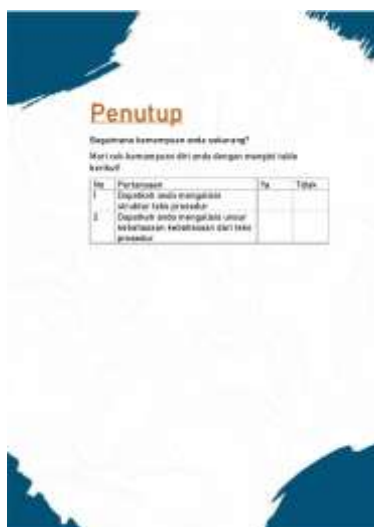 Penutup
Bagaimana kemampuan anda sekarang?
Mari cek kemampuan diri anda dengan mengisi table
berikut!
No Pertanyaan Ya Tidak
1 Dapatkah anda menganalisis
struktur teks prosedur
2 Dapatkah anda menganalisis unsur
kebahasaan kebahasaan dari teks
prosedur